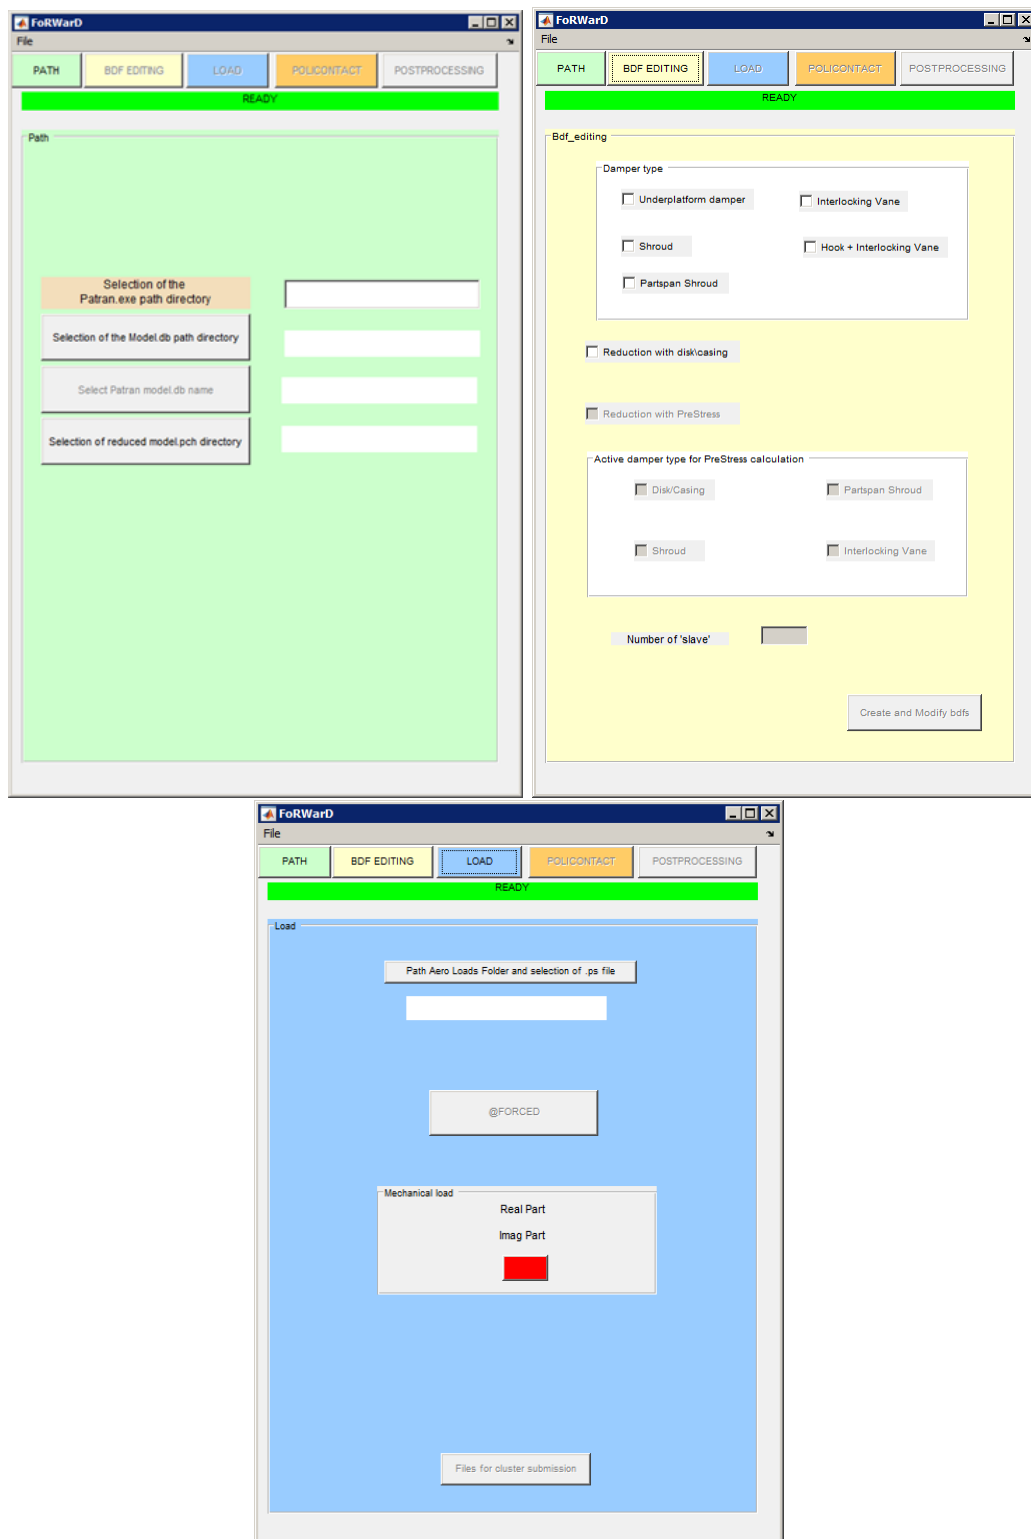 FoRWarD
File
PATH
BDF EDITING
LOAD
POLICONTACT
POSTPROCESSING
READY
Path
Selection of the
Patran.exe path directory
Selection of the Model.db path directory
Select Patran model.db name
Selection of reduced model.pch directory
FoRWarD
File
PATH
BDF EDITING
LOAD
POLICONTACT
POSTPROCESSING
READY
Bdf_editing
Damper type
Underplatform damper
Interlocking Vane
Shroud
Hook + Interlocking Vane
Partspan Shroud
Reduction with disk\casing
Reduction with PreStress
Active damper type for PreStress calculation
Disk/Casing
Partspan Shroud
Shroud
Interlocking Vane
Number of 'slave'
Create and Modify bdfs
FoRWarD
File
PATH
BDF EDITING
LOAD
POLICONTACT
POSTPROCESSING
READY
Load
Path Aero Loads Folder and selection of .ps file
@FORCED
Mechanical load
Real Part
Imag Part
Files for cluster submission